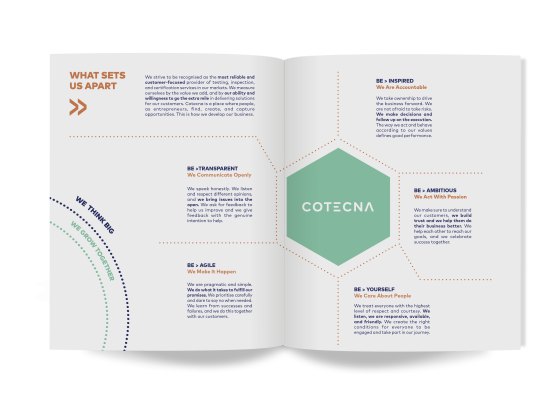 WHAT SETS
US APART
We strive to be recognised as the most reliable and
customer-focused provider of testing, inspection,
and certification services in our markets. We measure
ourselves by the value we add, and by our ability and
willingness to go the extra mile in delivering solutions
for our customers. Cotecna is a place where people,
as entrepreneurs, find, create, and capture
opportunities. This is how we develop our business.
BE > TRANSPARENT
We Communicate Openly
We speak honestly. We listen
and respect different opinions,
and we bring issues into the
open. We ask for feedback to
help us improve and we give
feedback with the genuine
intention to help.
WE THINK BIG
WE GROW TOGETHER
BE > AGILE
We Make It Happen
We are pragmatic and simple.
We do what it takes to fulfill our
promises. We prioritise carefully
and dare to say no when needed.
We learn from successes and
failures, and we do this together
with our customers.
BE > INSPIRED
We Are Accountable
We take ownership to drive
the business forward. We
are not afraid to take risks.
We make decisions and
follow up on the execution.
The way we act and behave
according to our values
defines good performance.
COTECNA
BE > AMBITIOUS
We Act With Passion
We make sure to understand
our customers, we build
trust and we help them do
their business better. We
help each other to reach our
goals, and we celebrate
success together.
BE > YOURSELF
We Care About People
We treat everyone with the highest
level of respect and courtesy. We
listen, we are responsive, available,
and friendly. We create the right
conditions for everyone to be
engaged and take part in our journey.